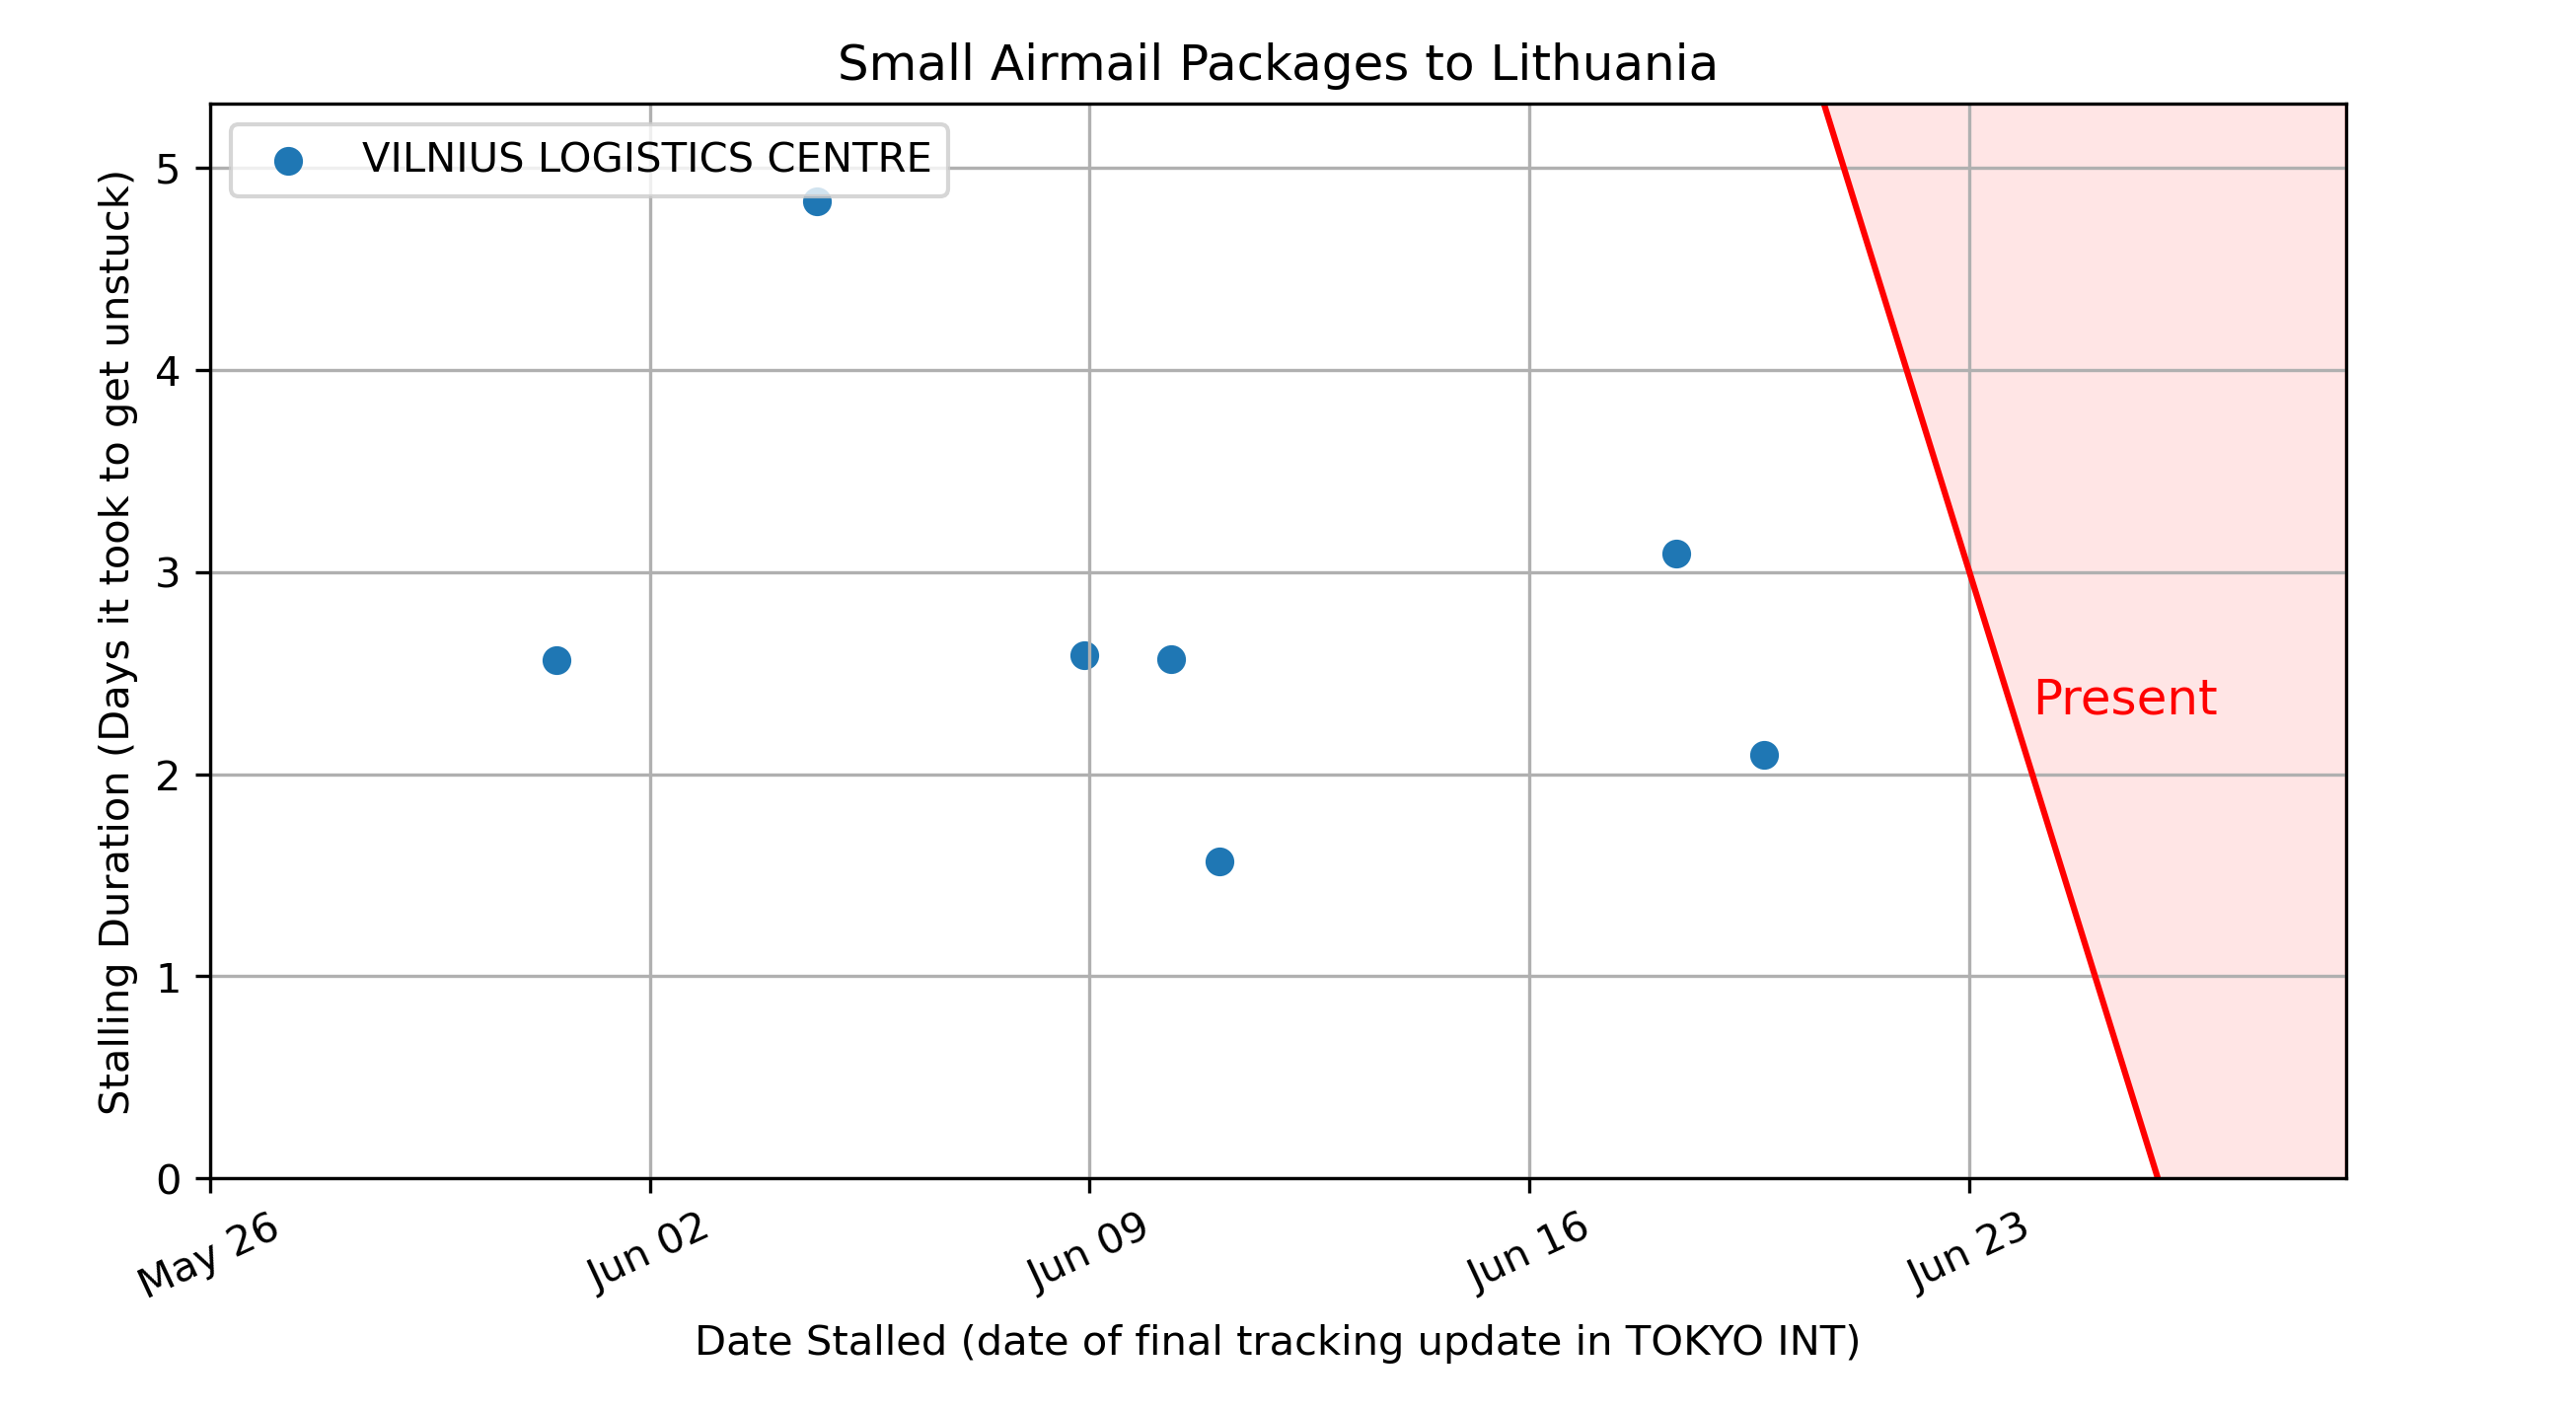 Small Airmail Packages to Lithuania
VILNIUS LOGISTICS CENTRE
Stalling Duration (Days it took to get unstuck)
5
4
3
2
1
0
Present
May 26
Jun 02
Jun 09
Jun 16
Jun 23
Date Stalled (date of final tracking update in TOKYO INT)